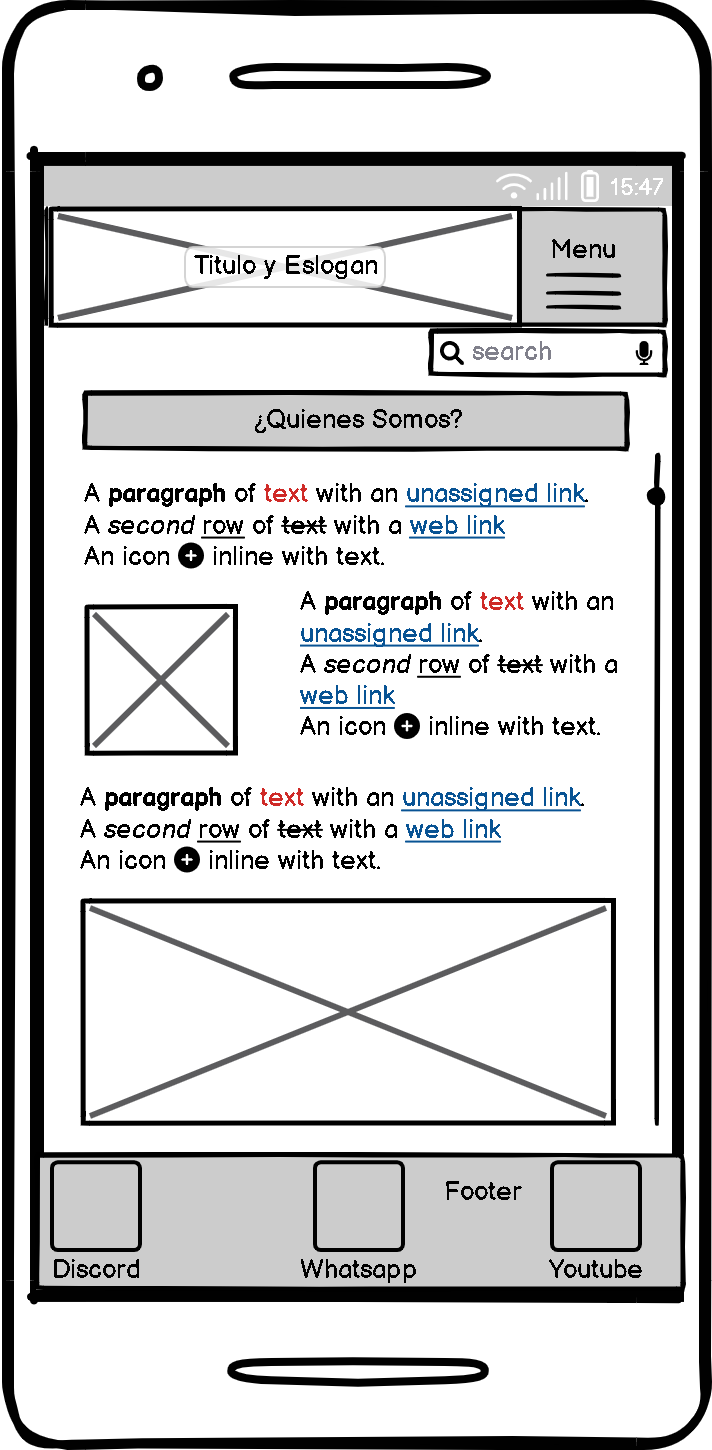 15:47
Titulo y Eslogan
Menu
search
¿Quienes Somos?
A paragraph of text with an unassigned link.
A second row of text with a web link
An icon inline with text.
A paragraph of text with an
unassigned link.
A second row of text with a
web link
An icon inline with text.
A paragraph of text with an unassigned link.
A second row of text with a web link
An icon inline with text.
Footer
Discord
Whatsapp
Youtube